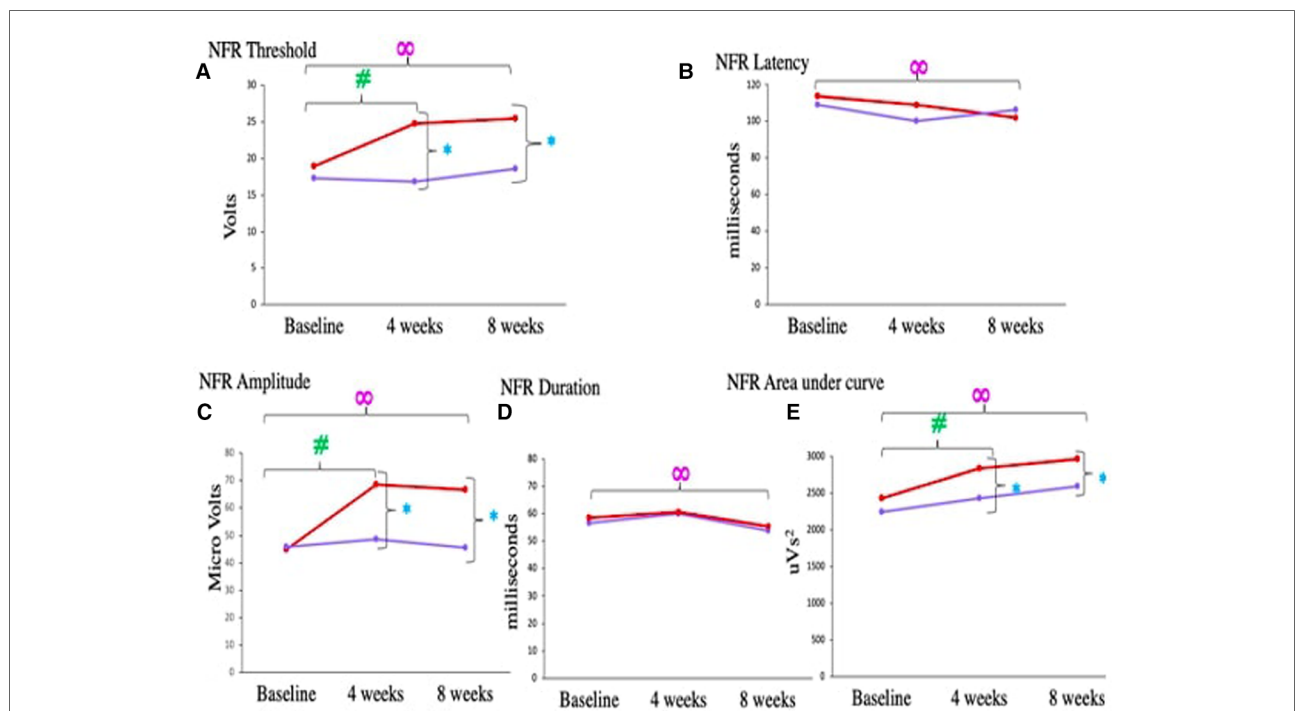 NFR Threshold
A
∞
#
30
25
20
15
10
5
0
*
*
Volts
Baseline 4 weeks 8 weeks
NFR Latency
B
∞
120
100
80
60
40
20
0
milliseconds
Baseline 4 weeks 8 weeks
NFR Amplitude
C
∞
#
80
70
60
50
40
30
20
10
0
*
*
Micro Volts
Baseline 4 weeks 8 weeks
NFR Duration
D
∞
80
70
60
50
40
30
20
10
0
milliseconds
Baseline 4 weeks 8 weeks
NFR Area under curve
E
∞
#
3000
2500
2000
1500
1000
500
0
*
*
uVs²
Baseline 4 weeks 8 weeks